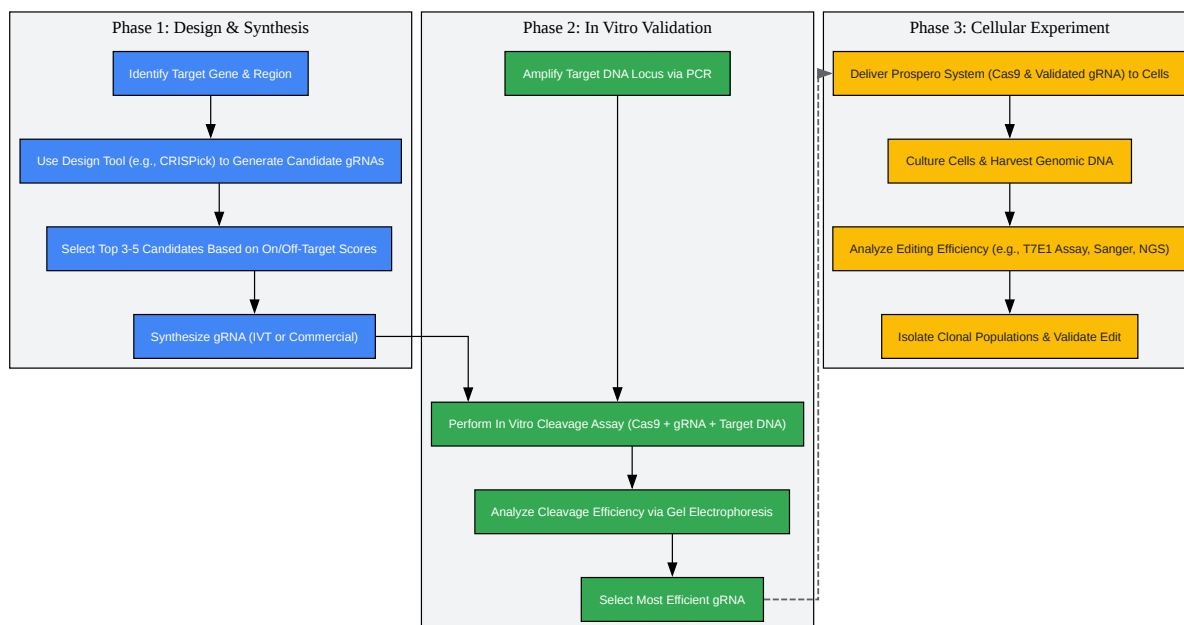 Phase 1: Design & Synthesis
Identify Target Gene & Region
Use Design Tool (e.g., CRISPick) to Generate Candidate gRNAs
Select Top 3-5 Candidates Based on On/Off-Target Scores
Synthesize gRNA (IVT or Commercial)
Phase 2: In Vitro Validation
Amplify Target DNA Locus via PCR
Perform In Vitro Cleavage Assay (Cas9 + gRNA + Target DNA)
Analyze Cleavage Efficiency via Gel Electrophoresis
Select Most Efficient gRNA
Phase 3: Cellular Experiment
Deliver Prospero System (Cas9 & Validated gRNA) to Cells
Culture Cells & Harvest Genomic DNA
Analyze Editing Efficiency (e.g., T7E1 Assay, Sanger, NGS)
Isolate Clonal Populations & Validate Edit